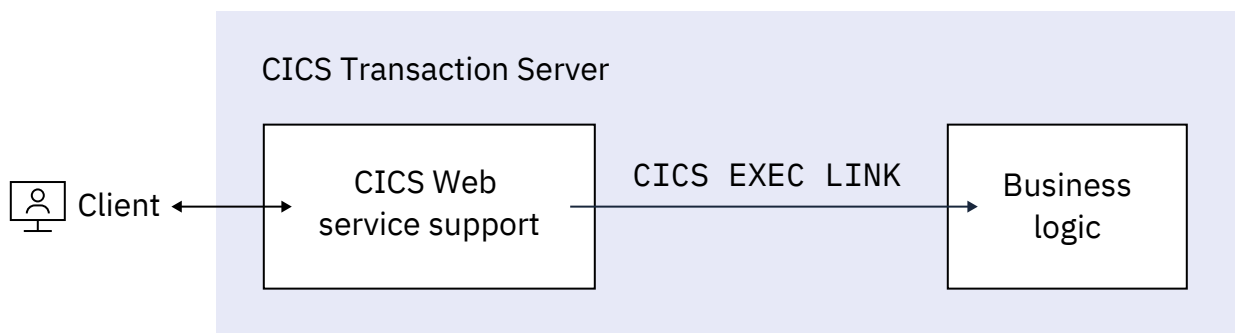 CICS Transaction Server
Client
CICS Web
service support
CICS EXEC LINK
Business
logic